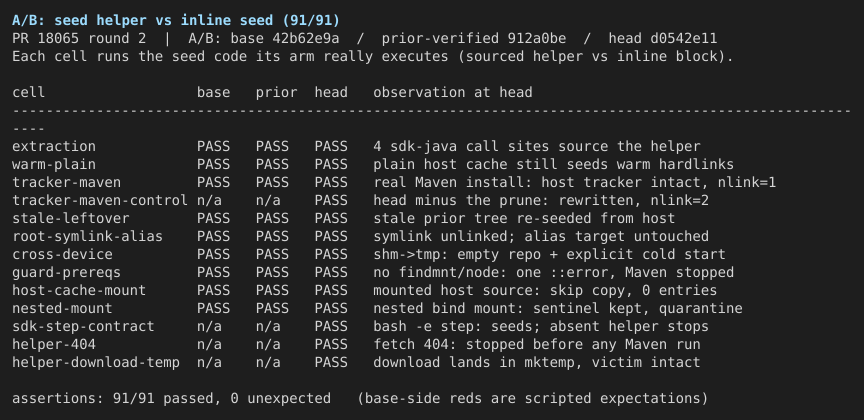 A/B: seed helper vs inline seed (91/91)
PR 18065 round 2  |  A/B: base 42b62e9a  /  prior-verified 912a0be  /  head d0542e11
Each cell runs the seed code its arm really executes (sourced helper vs inline block).
cell                  base   prior  head   observation at head
----------------------------------------------------------------------------------------------------
----
extraction            PASS   PASS   PASS   4 sdk-java call sites source the helper
warm-plain            PASS   PASS   PASS   plain host cache still seeds warm hardlinks
tracker-maven         PASS   PASS   PASS   real Maven install: host tracker intact, nlink=1
tracker-maven-control n/a    n/a    PASS   head minus the prune: rewritten, nlink=2
stale-leftover        PASS   PASS   PASS   stale prior tree re-seeded from host
root-symlink-alias    PASS   PASS   PASS   symlink unlinked; alias target untouched
cross-device          PASS   PASS   PASS   shm->tmp: empty repo + explicit cold start
guard-prereqs         PASS   PASS   PASS   no findmnt/node: one ::error, Maven stopped
host-cache-mount      PASS   PASS   PASS   mounted host source: skip copy, 0 entries
nested-mount          PASS   PASS   PASS   nested bind mount: sentinel kept, quarantine
sdk-step-contract     n/a    n/a    PASS   bash -e step: seeds; absent helper stops
helper-404            n/a    n/a    PASS   fetch 404: stopped before any Maven run
helper-download-temp  n/a    n/a    PASS   download lands in mktemp, victim intact
assertions: 91/91 passed, 0 unexpected   (base-side reds are scripted expectations)